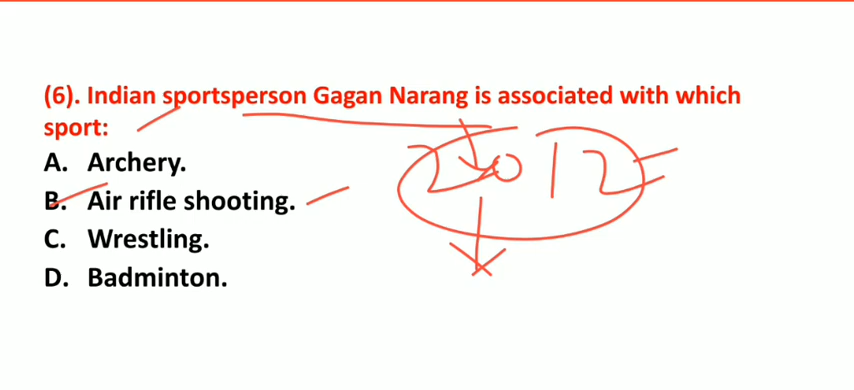 (6). Indian sportsperson Gagan Narang is associated with which
sport:
A. Archery.
B. Air rifle shooting.
2012
C. Wrestling.
D. Badminton.